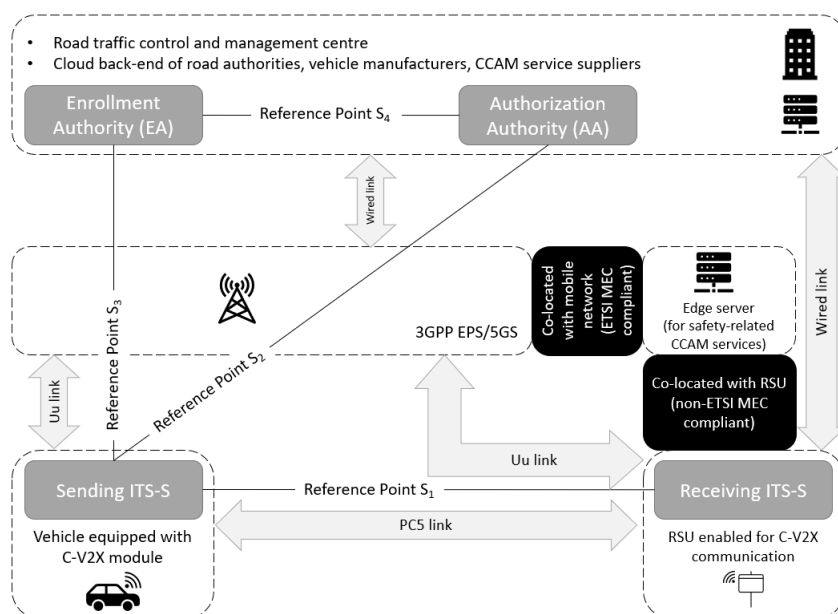 • Road traffic control and management centre
• Cloud back-end of road authorities, vehicle manufacturers, CCAM service suppliers
Enrollment
Authority (EA)
Reference Point S4
Authorization
Authority (AA)
Wired link
Wired link
Reference Point S3
Reference Point S2
3GPP EPS/5GS
Co-located
with mobile
network
(ETSI MEC
compliant)
Edge server
(for safety-related
CCAM services)
Co-located with RSU
(non-ETSI MEC
compliant)
Uu link
Uu link
Sending ITS-S
Reference Point S1
Receiving ITS-S
PC5 link
Vehicle equipped with
C-V2X module
RSU enabled for C-V2X
communication